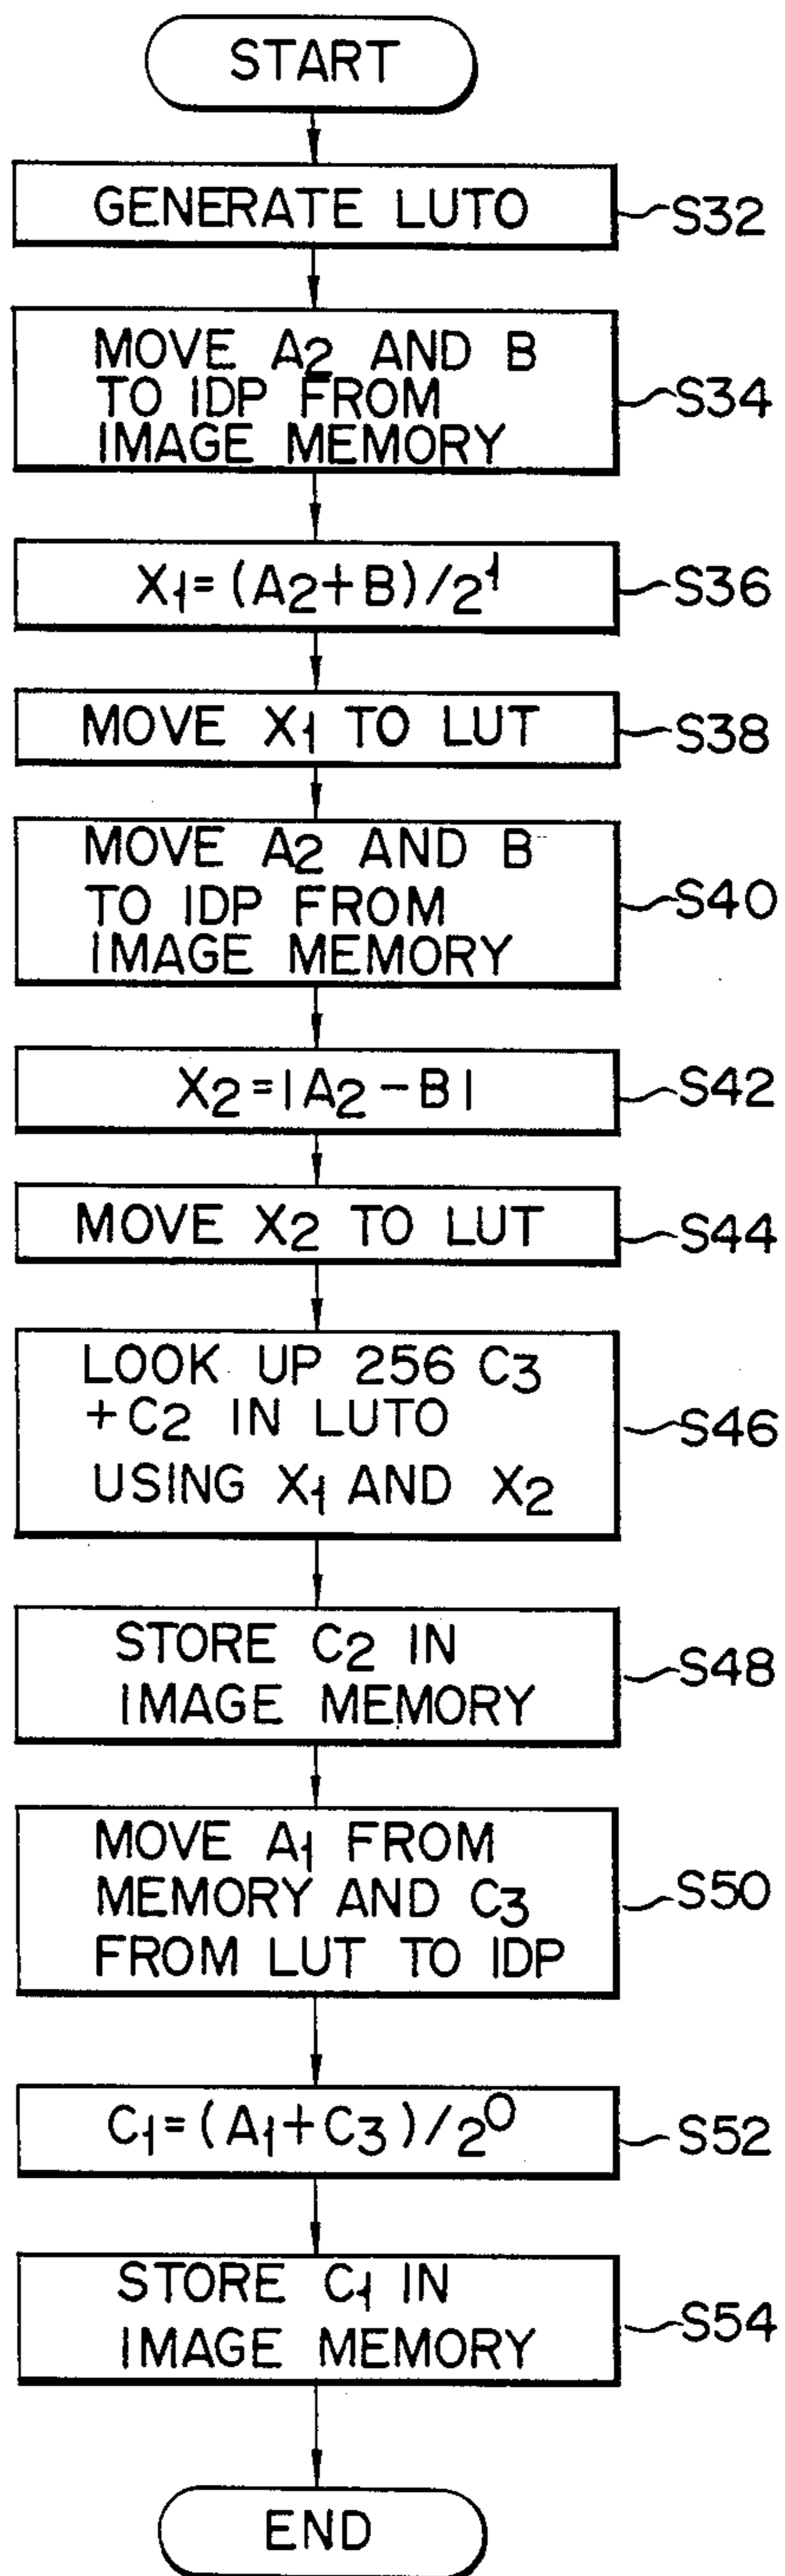 START
GENERATE LUTO
S32
MOVE A₂ AND B
TO IDP FROM
IMAGE MEMORY
S34
X₁=(A₂+B)/2¹
S36
MOVE X₁ TO LUT
S38
MOVE A₂ AND B
TO IDP FROM
IMAGE MEMORY
S40
X₂=|A₂-B|
S42
MOVE X₂ TO LUT
S44
LOOK UP 256 C₃
+C₂ IN LUTO
USING X₁ AND X₂
S46
STORE C₂ IN
IMAGE MEMORY
S48
MOVE A₁ FROM
MEMORY AND C₃
FROM LUT TO IDP
S50
C₁=(A₁+C₃)/2⁰
S52
STORE C₁ IN
IMAGE MEMORY
S54
END